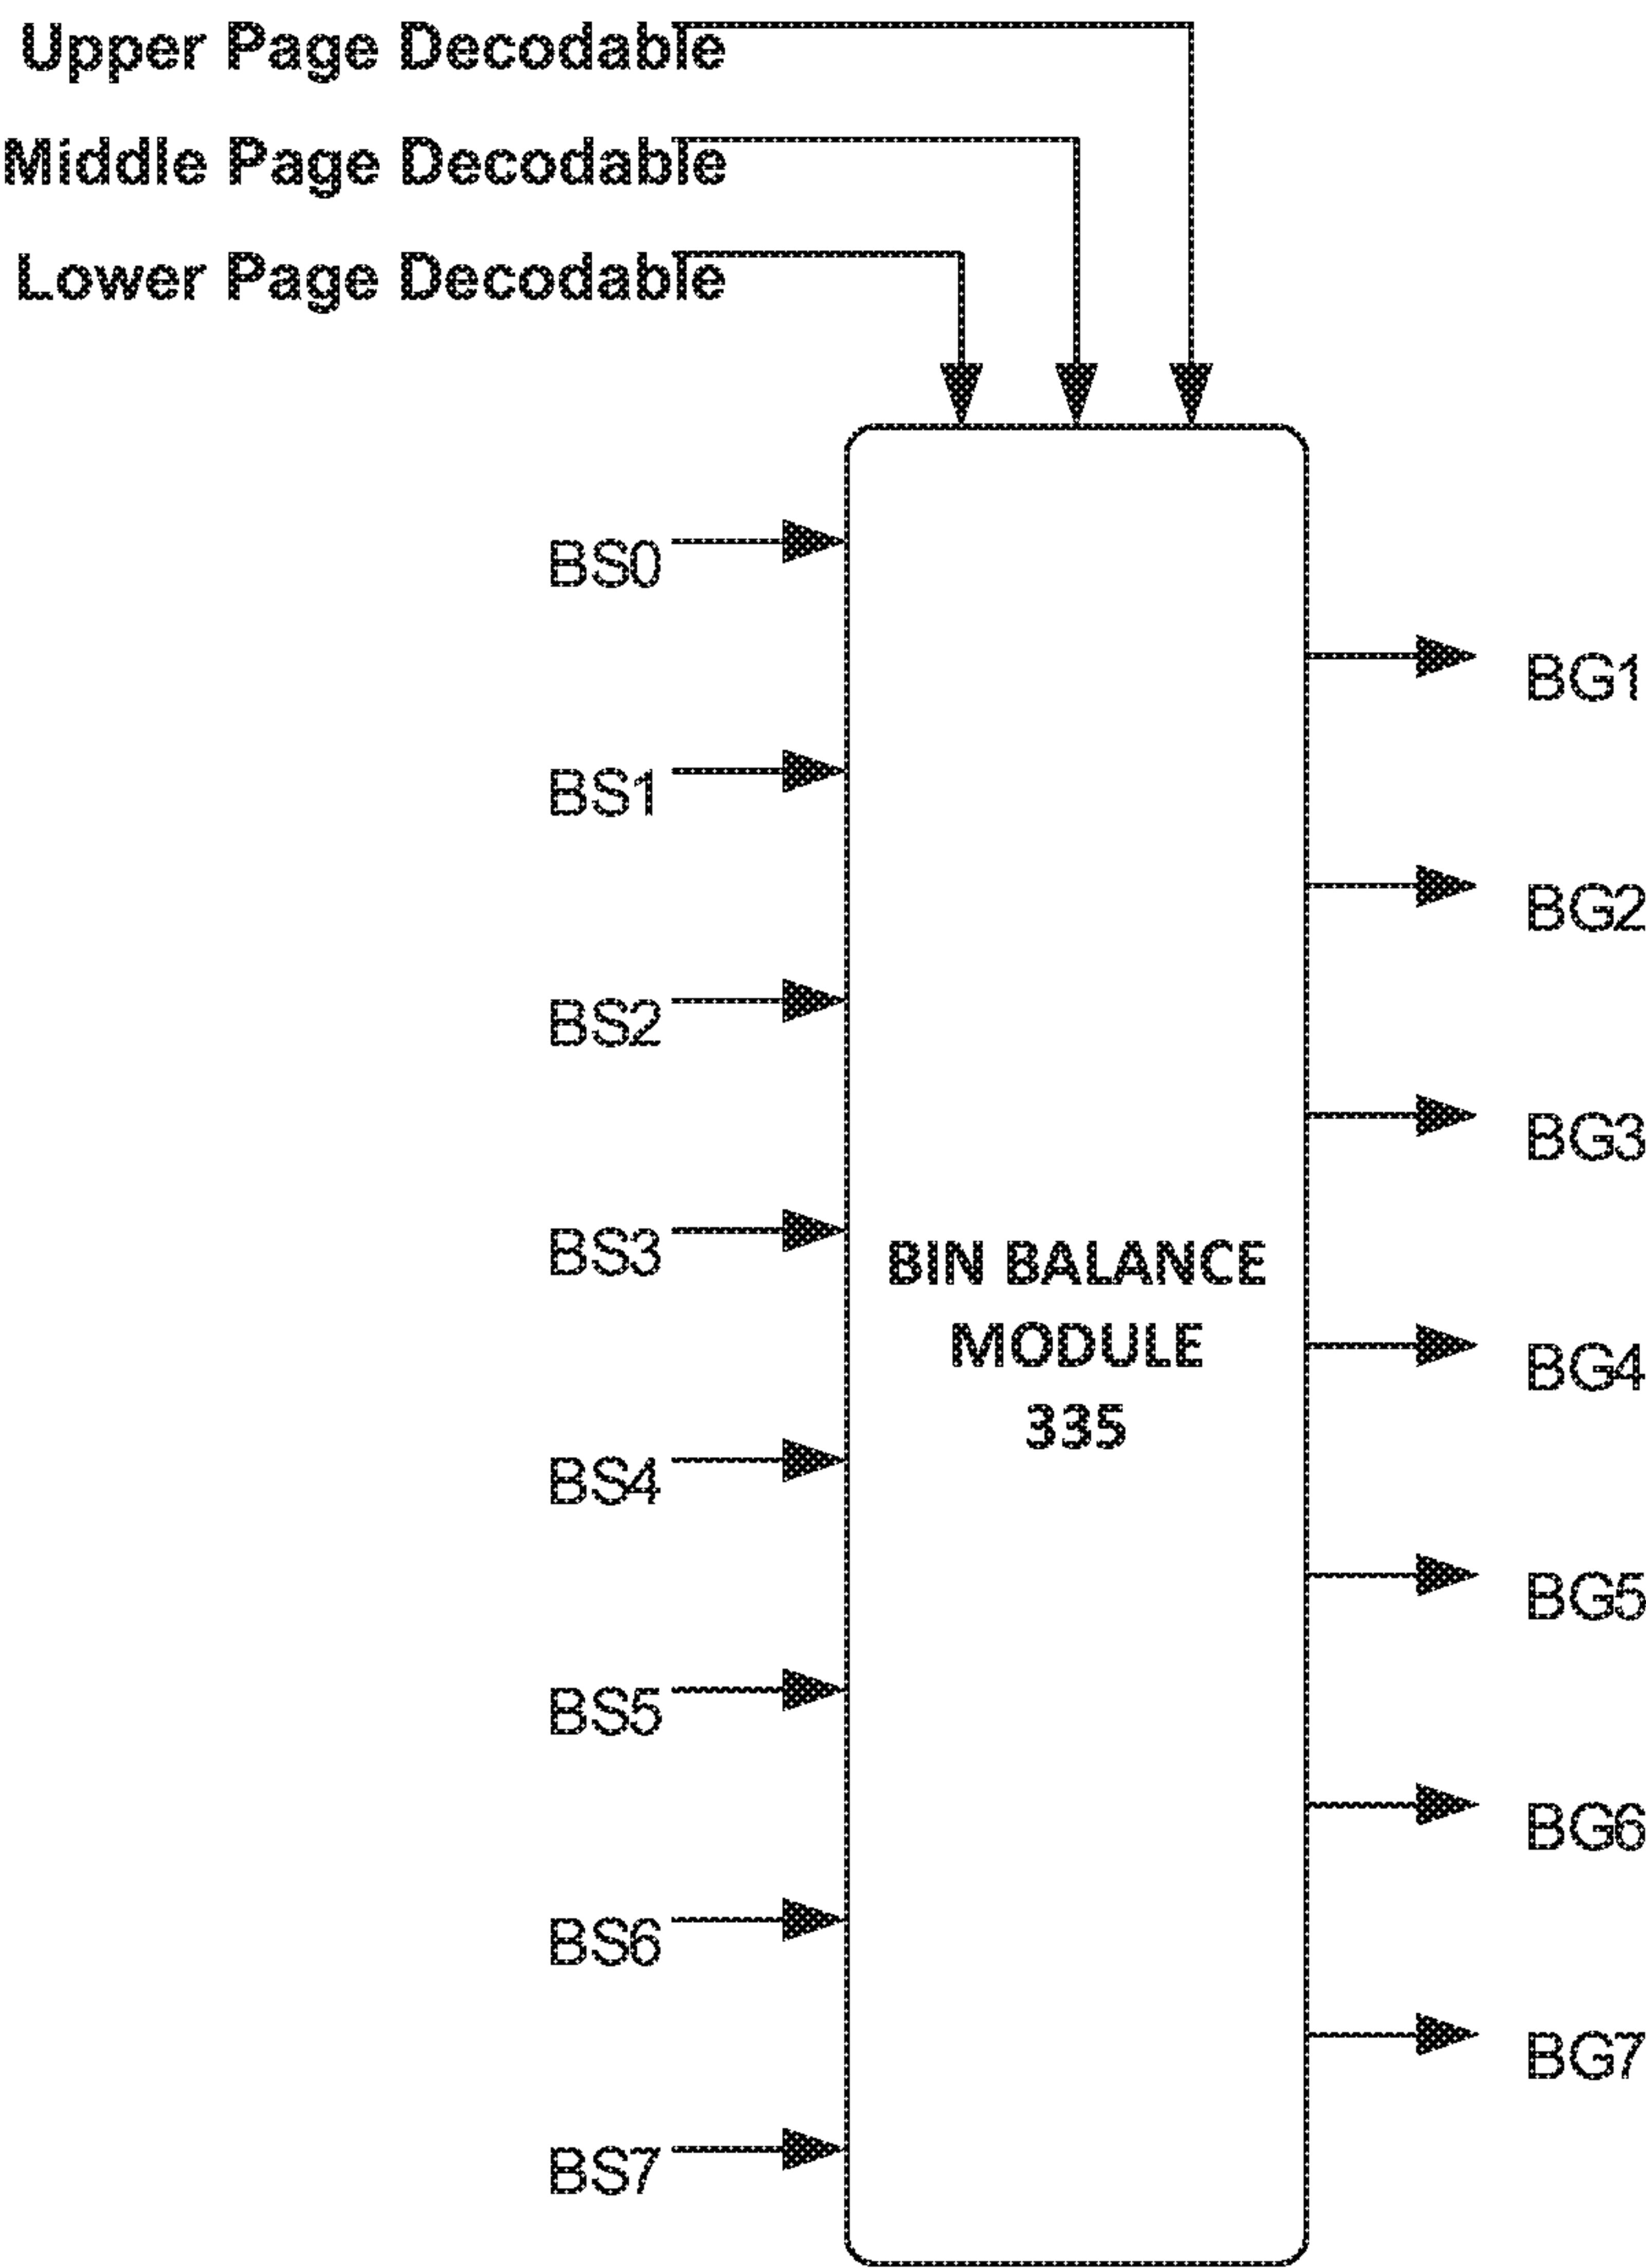 Upper Page Decodable
Middle Page Decodable
Lower Page Decodable
BS0
BS1
BS2
BS3
BS4
BS5
BS6
BS7
BIN BALANCE
MODULE
335
BG1
BG2
BG3
BG4
BG5
BG6
BG7